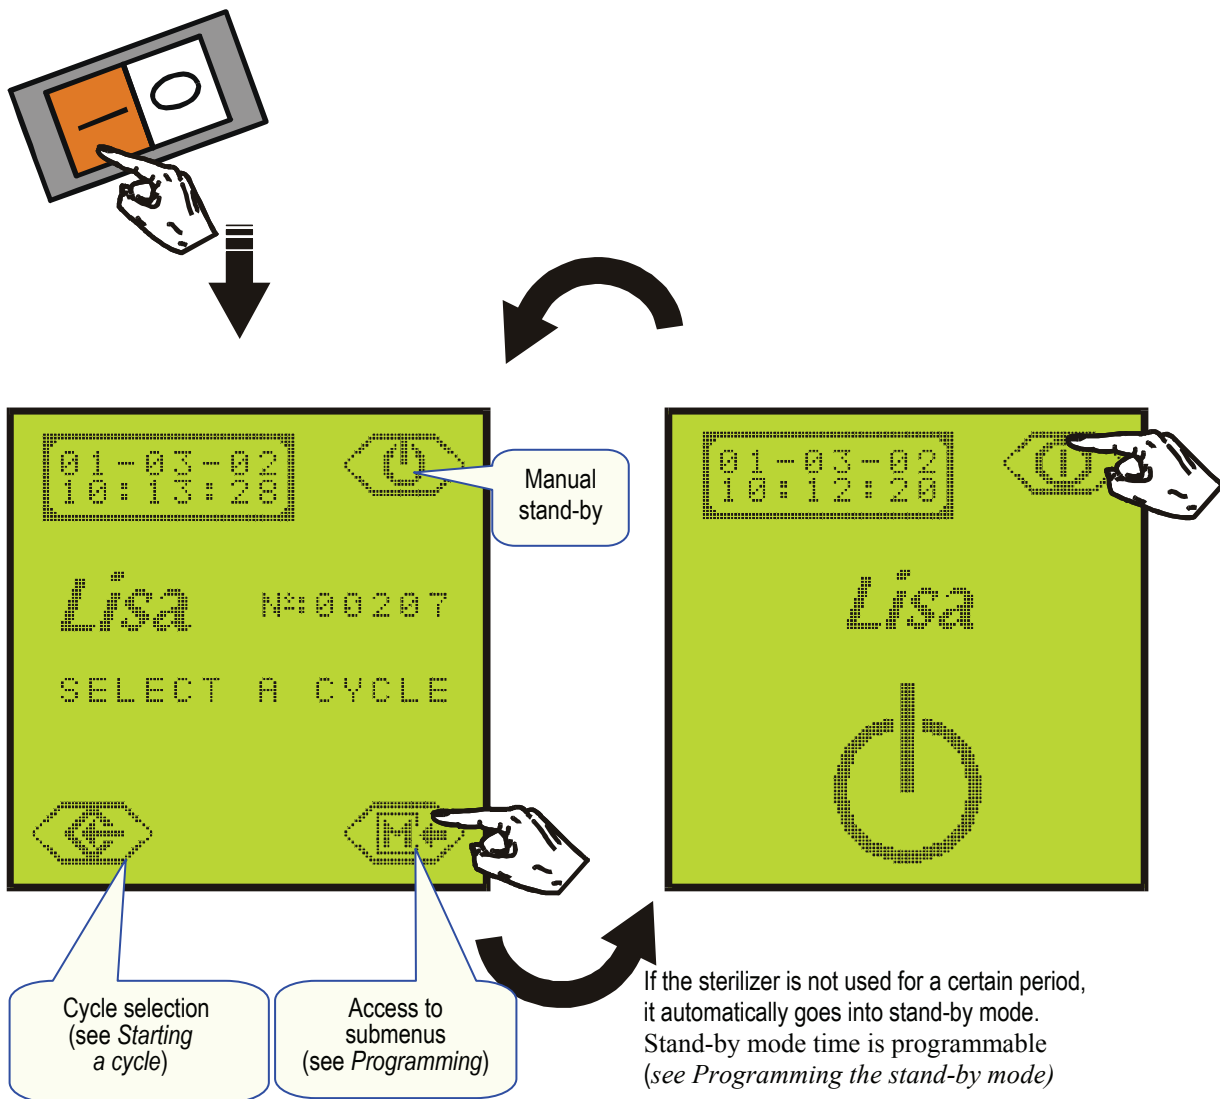 01-03-02
10:13:28
Manual
stand-by
Lisa
Nº:00207
SELECT A CYCLE
M
Cycle selection
(see Starting
a cycle)
Access to
submenus
(see Programming)
01-03-02
10:12:20
Lisa
If the sterilizer is not used for a certain period,
it automatically goes into stand-by mode.
Stand-by mode time is programmable
(see Programming the stand-by mode)